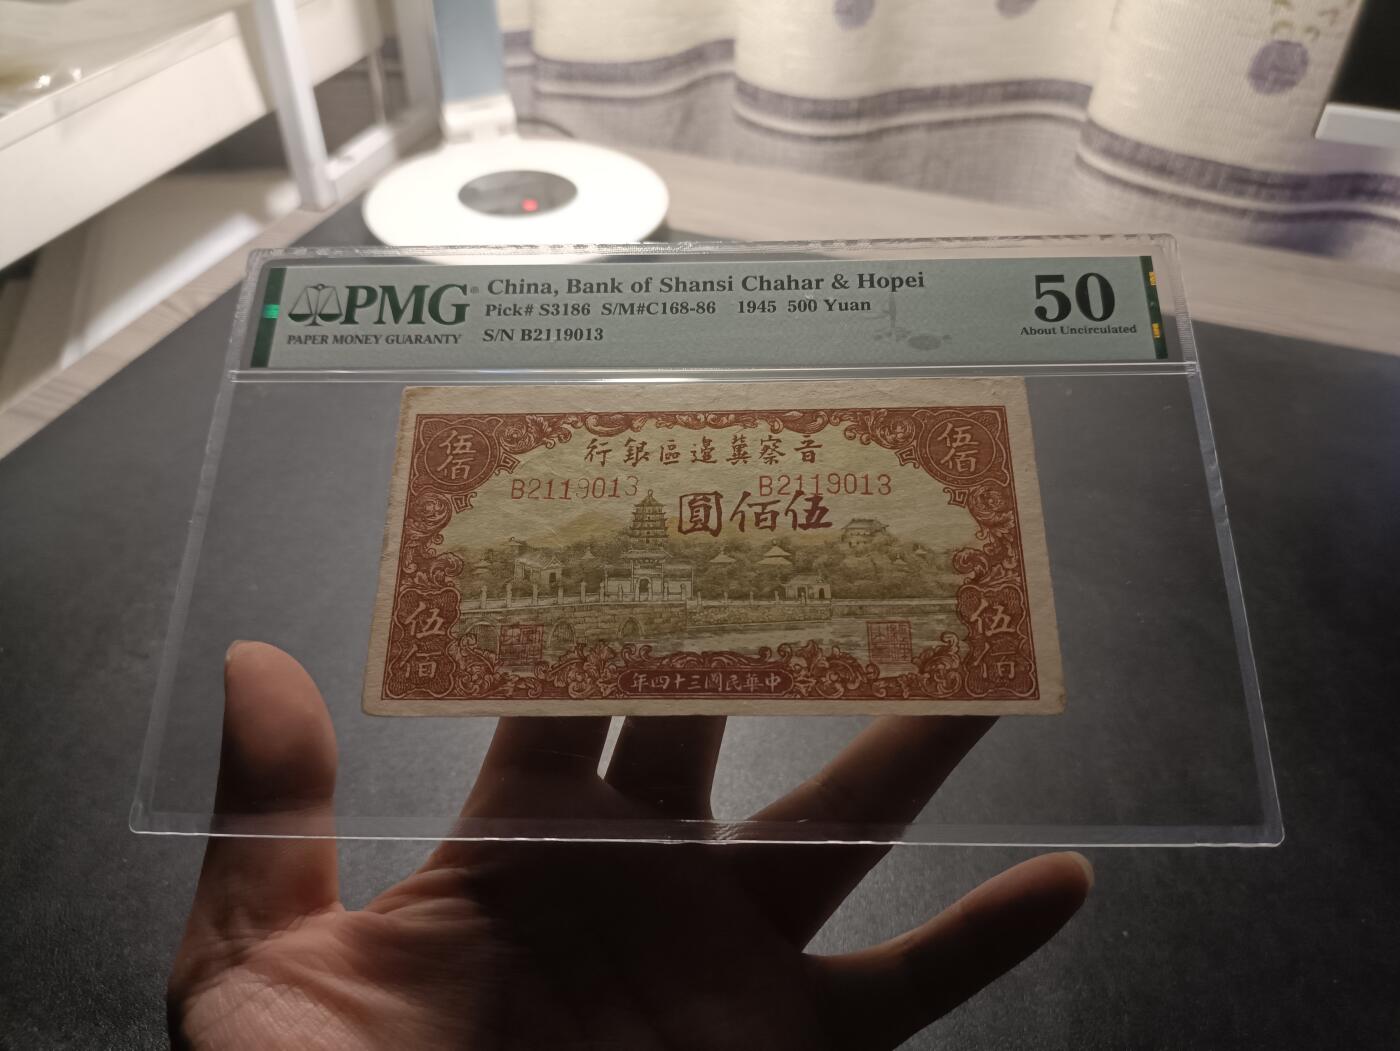 PMG® China, Bank of Shansi Chahar & Hopei
Pick# S3186 S/M#C168-86 1945 500 Yuan
PAPER MONEY GUARANTY S/N B2119013
50
About Uncirculated
伍佰
伍佰
行銀區邊冀察晉
B2119013 B2119013
圓佰伍
伍佰
伍佰
年四十三國民華中